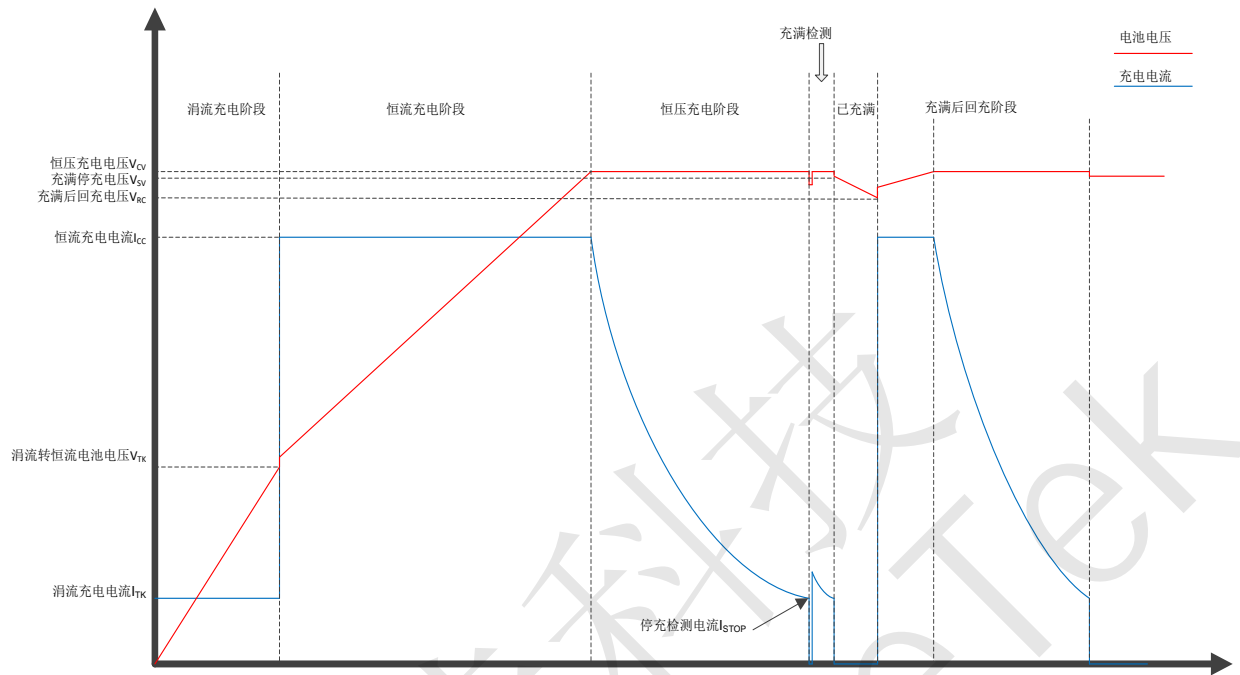 充满检测
电池电压
充电电流
涓流充电阶段
恒流充电阶段
恒压充电阶段
已充满
充满后回充阶段
恒压充电电压VCV
充满停充电压VSV
充满后回充电压VRC
恒流充电电流ICC
涓流转恒流电池电压VTK
涓流充电电流ITK
停充检测电流ISTOP
科技
Tek